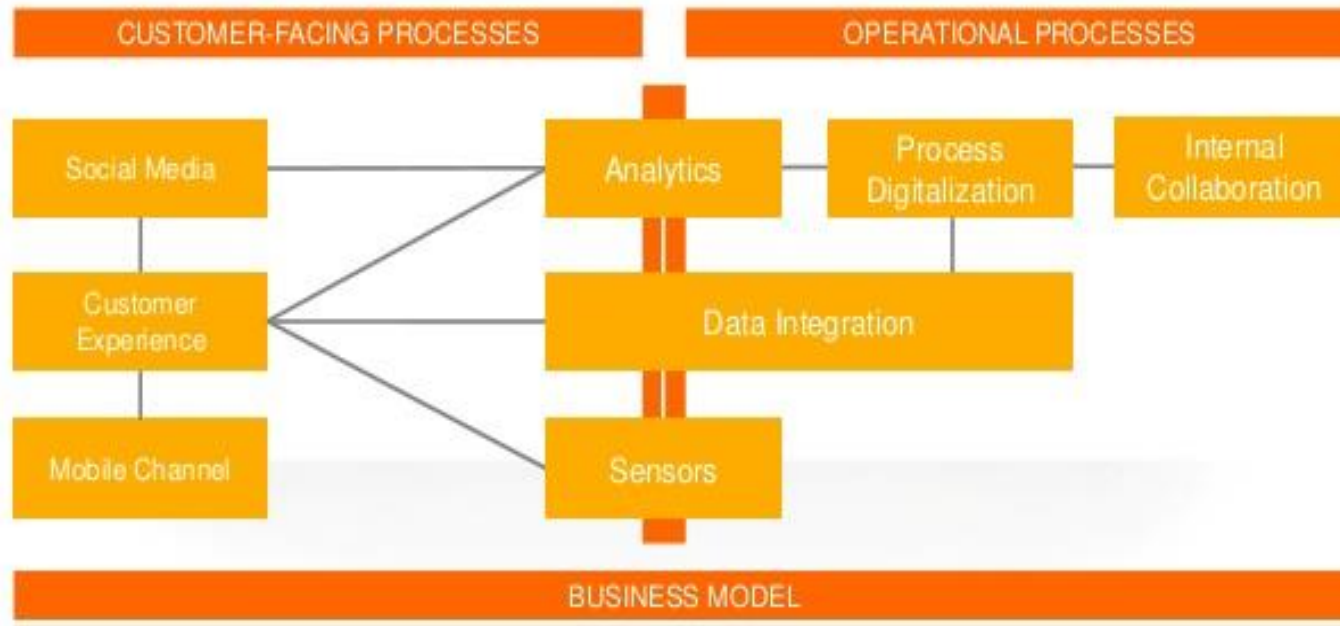 CUSTOMER-FACING PROCESSES
OPERATIONAL PROCESSES
Social Media
Analytics
Process
Digitalization
Internal
Collaboration
Customer
Experience
Data Integration
Mobile Channel
Sensors
BUSINESS MODEL